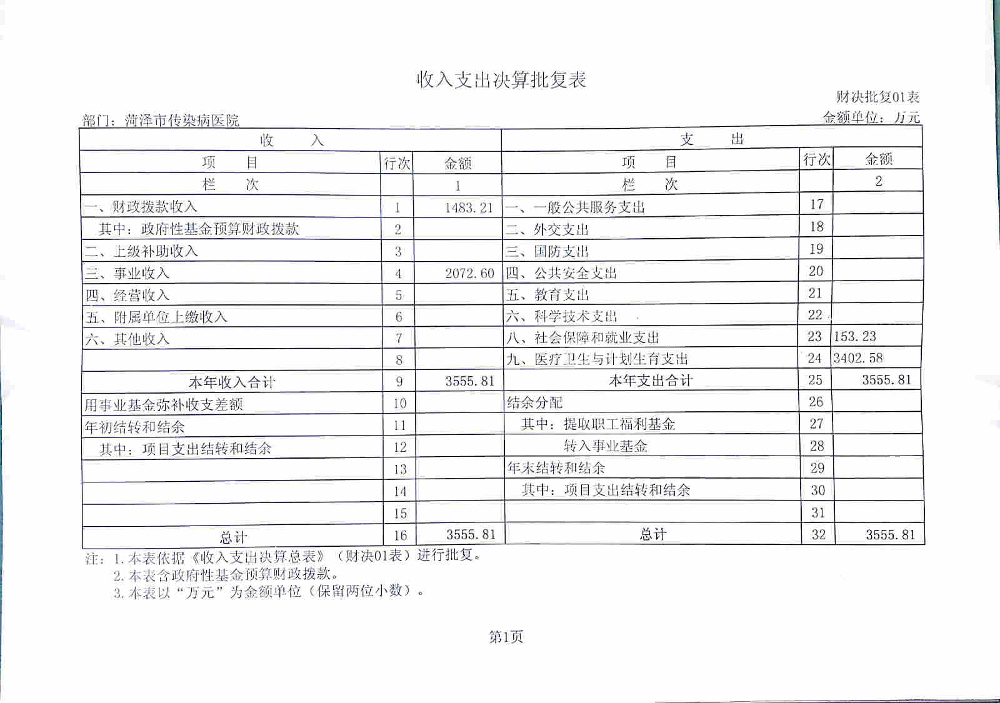 收入支出决算批复表
财决批复01表
部门：菏泽市传染病医院 金额单位：万元
收 入 支 出
项 目 行次 金额 项 目 行次 金额
栏 次 1 栏 次 2
一、财政拨款收入 1 1483.21 一、一般公共服务支出 17
其中：政府性基金预算财政拨款 2 二、外交支出 18
二、上级补助收入 3 三、国防支出 19
三、事业收入 4 2072.60 四、公共安全支出 20
四、经营收入 5 五、教育支出 21
五、附属单位上缴收入 6 六、科学技术支出 22
六、其他收入 7 八、社会保障和就业支出 23 153.23
8 九、医疗卫生与计划生育支出 24 3402.58
本年收入合计 9 3555.81 本年支出合计 25 3555.81
用事业基金弥补收支差额 10 结余分配 26
年初结转和结余 11 其中：提取职工福利基金 27
其中：项目支出结转和结余 12 转入事业基金 28
13 年末结转和结余 29
14 其中：项目支出结转和结余 30
15 31
总计 16 3555.81 总计 32 3555.81
注：1.本表依据《收入支出决算总表》（财决01表）进行批复。
2.本表含政府性基金预算财政拨款。
3.本表以“万元”为金额单位（保留两位小数）。
第1页